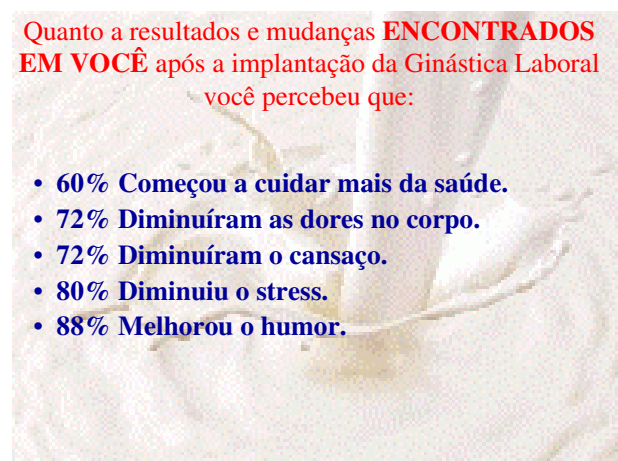 Quanto a resultados e mudanças ENCONTRADOS
EM VOCÊ após a implantação da Ginástica Laboral
você percebeu que:
• 60% Começou a cuidar mais da saúde.
• 72% Diminuíram as dores no corpo.
• 72% Diminuíram o cansaço.
• 80% Diminuiu o stress.
• 88% Melhorou o humor.